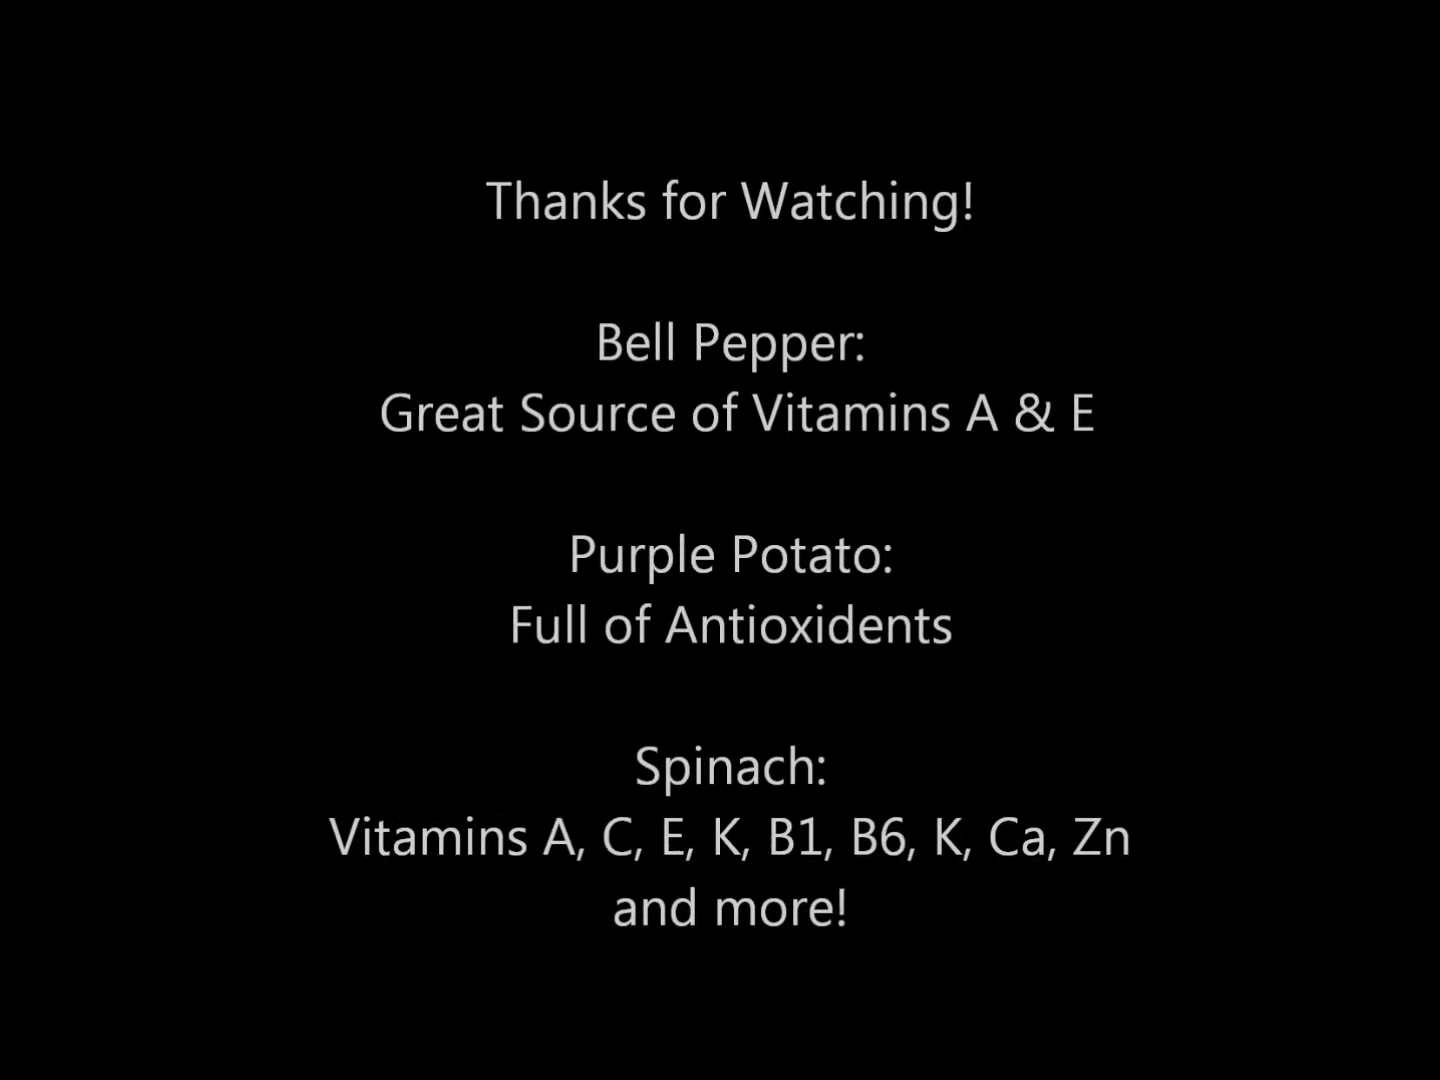 Thanks for Watching!
Bell Pepper:
Great Source of Vitamins A & E
Purple Potato:
Full of Antioxidents
Spinach:
Vitamins A, C, E, K, B1, B6, K, Ca, Zn
and more!